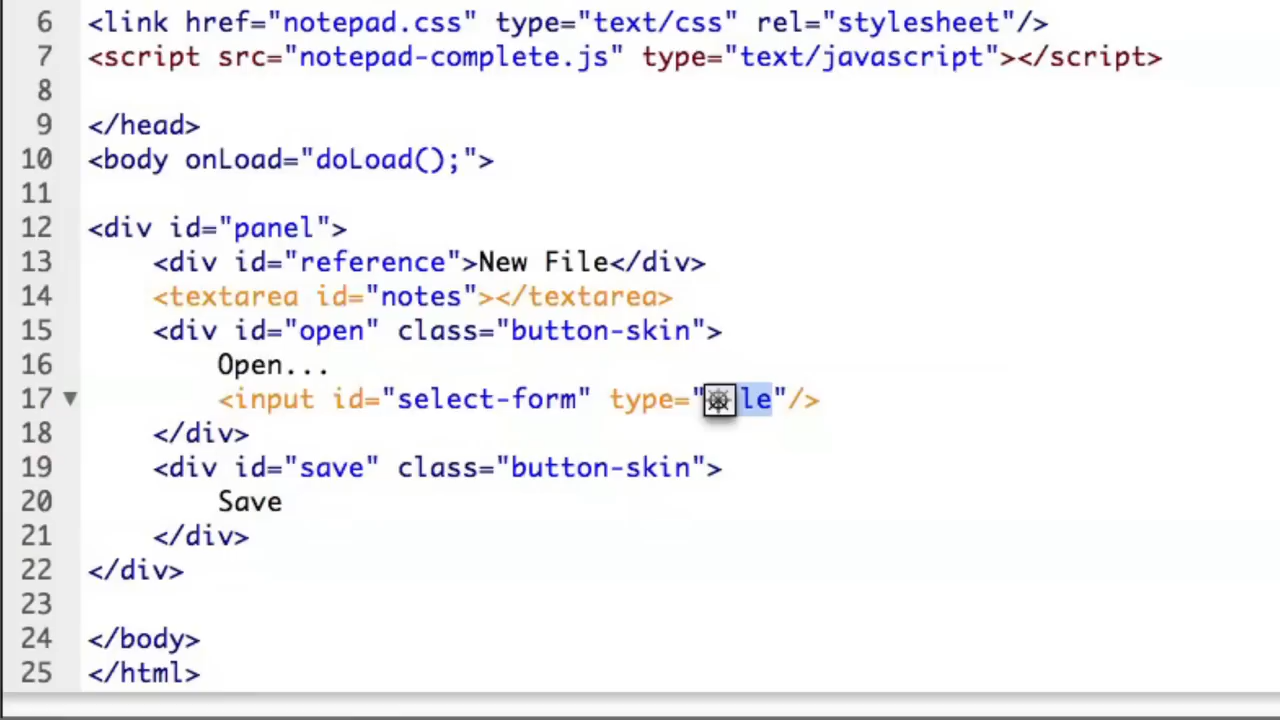 6 <link href="notepad.css" type="text/css" rel="stylesheet"/>
7 <script src="notepad-complete.js" type="text/javascript"></script>
8
9 </head>
10 <body onLoad="doLoad();">
11
12 <div id="panel">
13 <div id="reference">New File</div>
14 <textarea id="notes"></textarea>
15 <div id="open" class="button-skin">
16 Open...
17 <input id="select-form" type="le"/>
18 </div>
19 <div id="save" class="button-skin">
20 Save
21 </div>
22 </div>
23
24 </body>
25 </html>